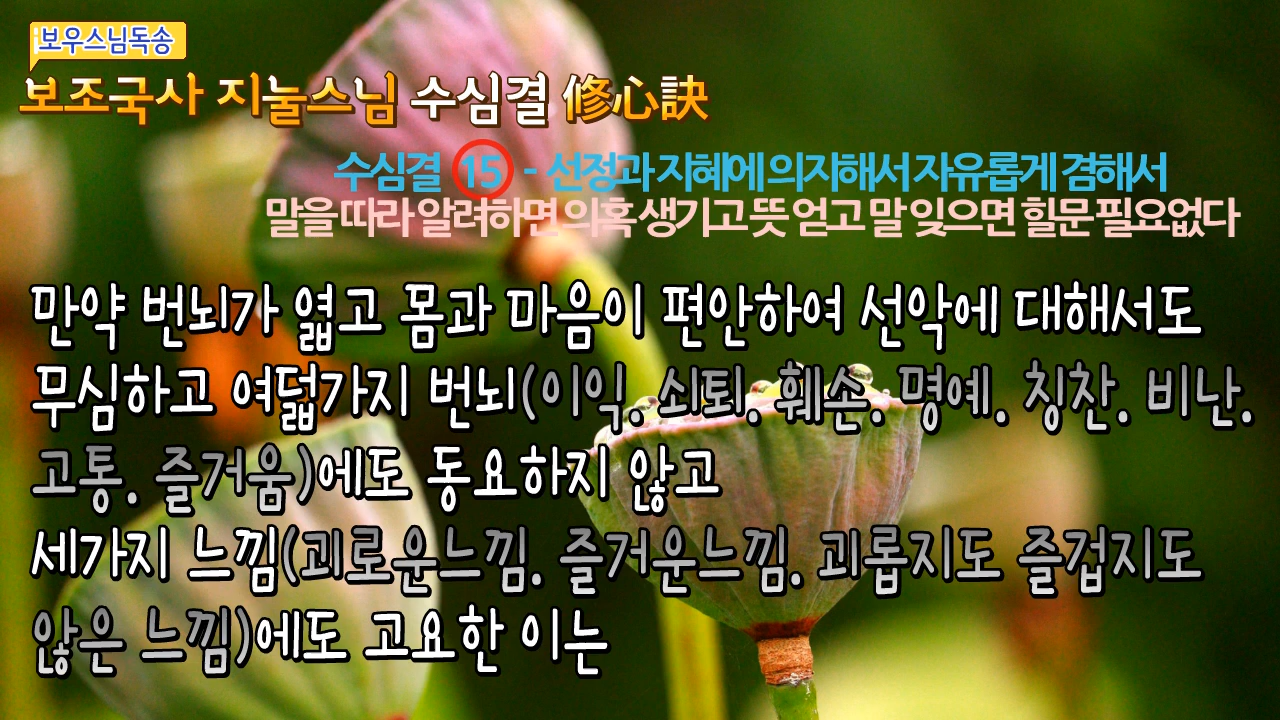 보우스님독송
보조국사 지눌스님 수심결 修心訣
수심결 15 - 선정과 지혜에 의지해서 자유롭게 겸해서
말을 따라 알려하면 의혹 생기고 뜻 얻고 말 잊으면 힐문 필요없다
만약 번뇌가 엷고 몸과 마음이 편안하여 선악에 대해서도
무심하고 여덟가지 번뇌(이익. 쇠퇴. 훼손. 명예. 칭찬. 비난.
고통. 즐거움)에도 동요하지 않고
세가지 느낌(괴로운느낌. 즐거운느낌. 괴롭지도 즐겁지도
않은 느낌)에도 고요한 이는